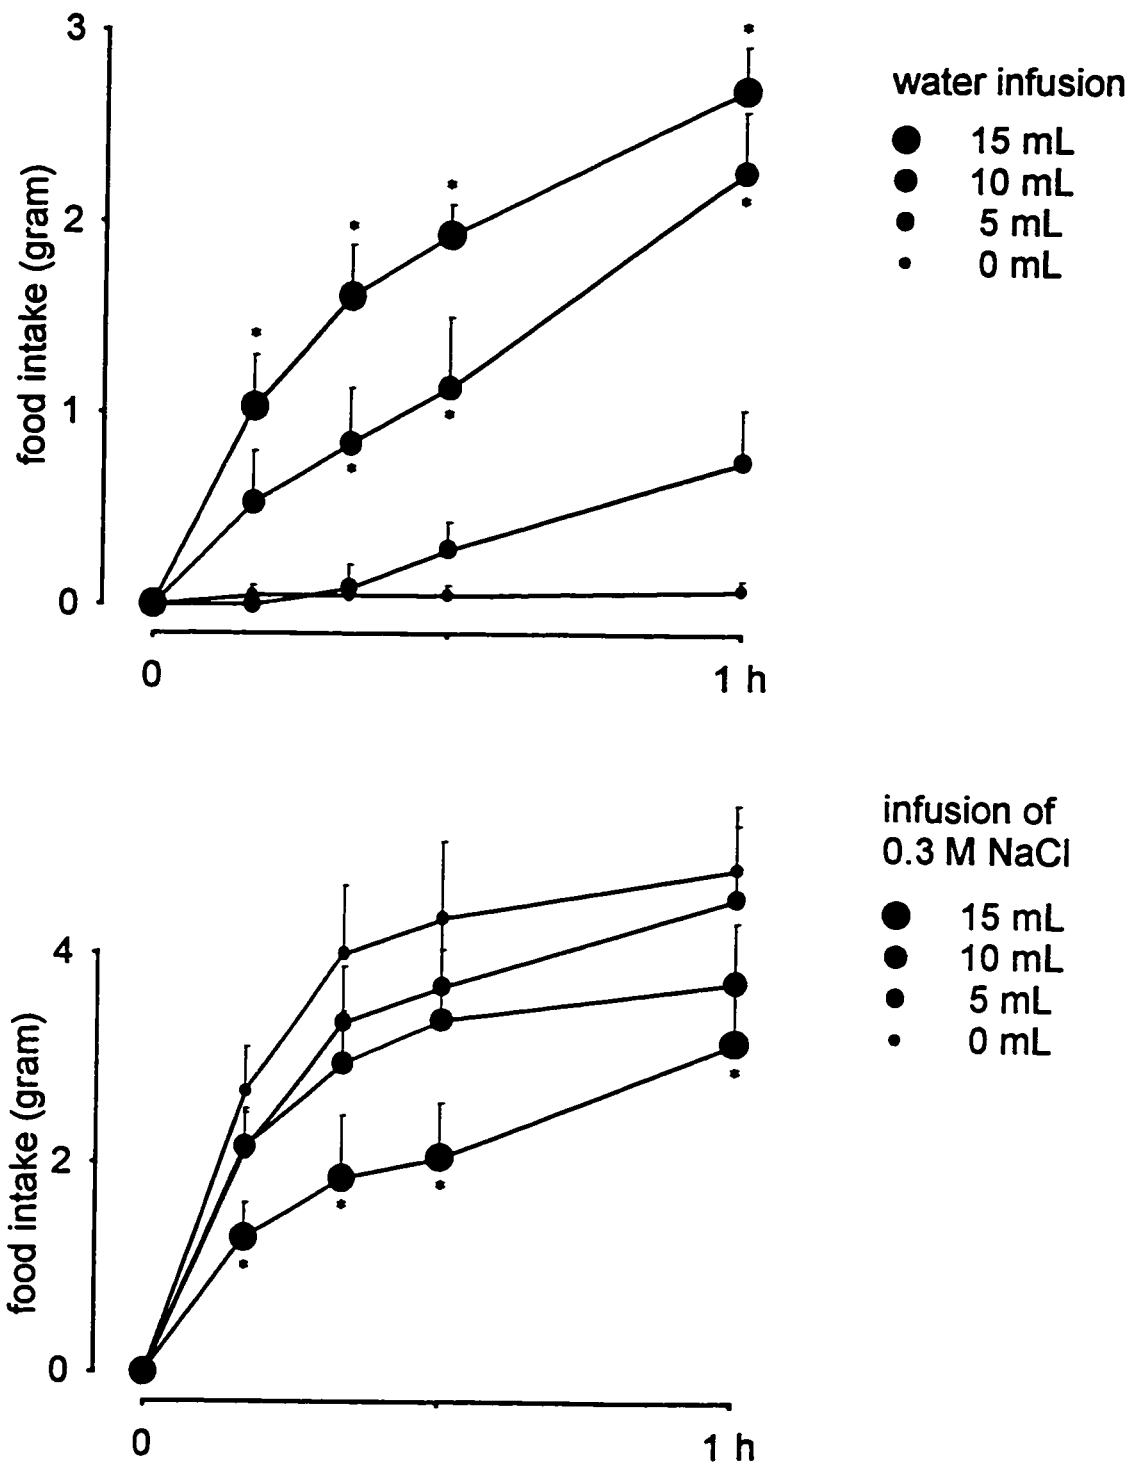 3
2
1
0
food intake (gram)
0
1 h
water infusion
15 mL
10 mL
5 mL
0 mL
*
*
*
*
*
*
*
4
2
0
food intake (gram)
0
1 h
infusion of
0.3 M NaCl
15 mL
10 mL
5 mL
0 mL
*
*
*
*